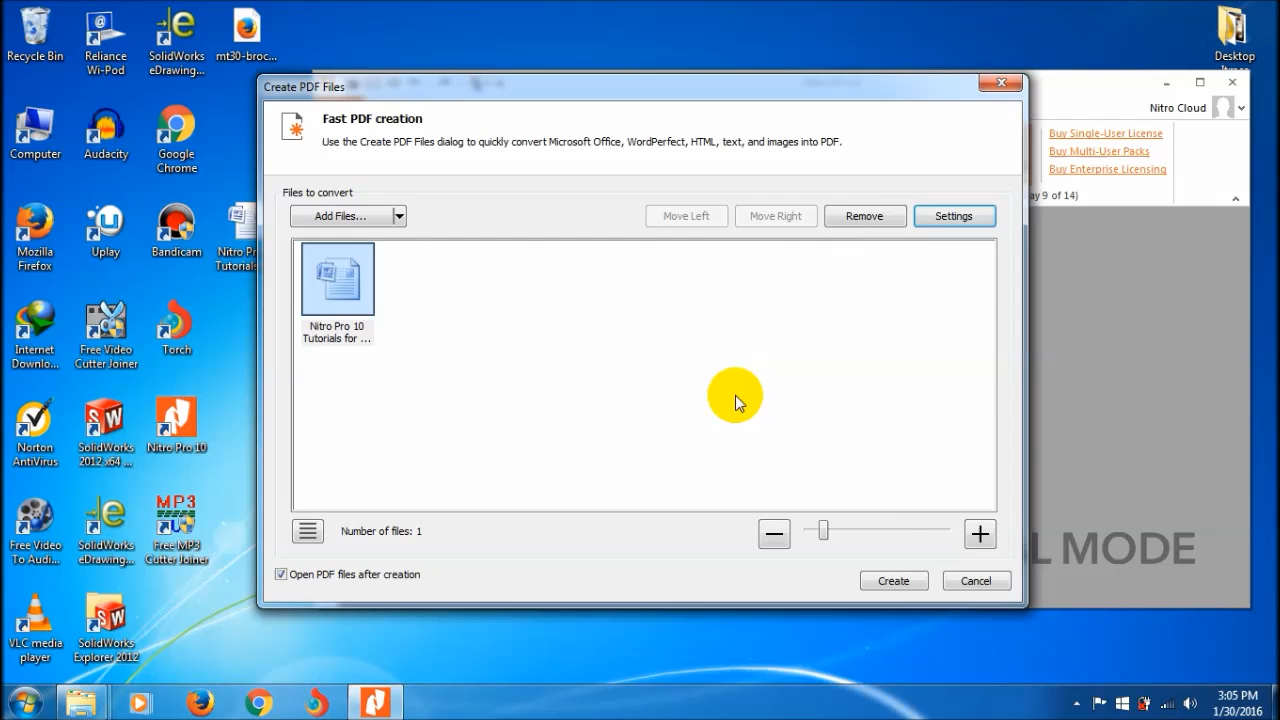 Recycle Bin
Reliance
Wi-Pod
SolidWorks
eDrawing...
mt30-broc...
Desktop
Computer
Audacity
Google
Chrome
Mozilla
Firefox
Uplay
Bandicam
Nitro P
Tutorials
Internet
Downlo...
Free Video
Cutter Joiner
Torch
Norton
AntiVirus
SolidWorks
2012 x64 ...
Nitro Pro 10
Free Video
To Audi...
SolidWorks
eDrawing...
MP3
Free MP3
Cutter Joiner
VLC media
player
SolidWorks
Explorer 2012
Create PDF Files
Fast PDF creation
Use the Create PDF Files dialog to quickly convert Microsoft Office, WordPerfect, HTML, text, and images into PDF.
Files to convert
Add Files...
Move Left
Move Right
Remove
Settings
Nitro Pro 10
Tutorials for ...
Number of files: 1
Open PDF files after creation
Create
Cancel
Nitro Cloud
Buy Single-User License
Buy Multi-User Packs
Buy Enterprise Licensing
ay 9 of 14)
L MODE
3:05 PM
1/30/2016